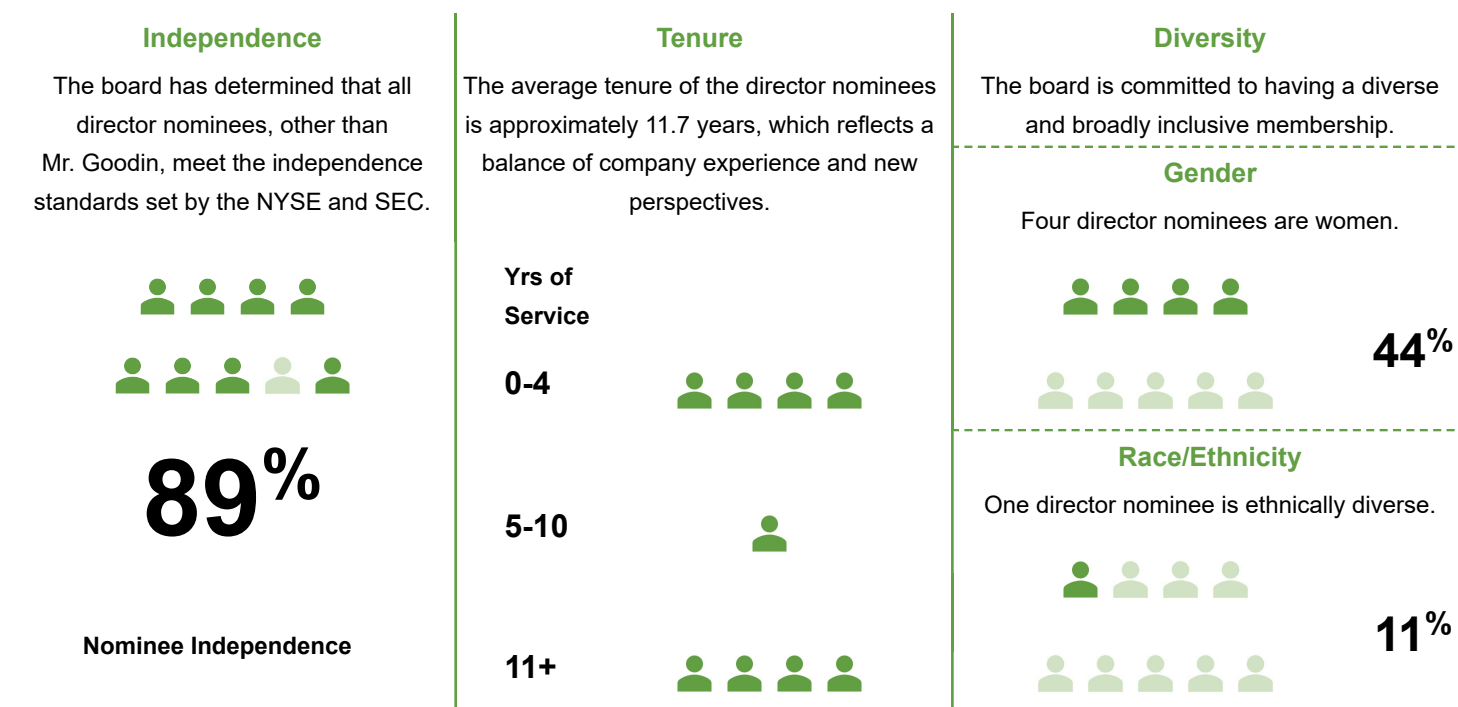 Independence
The board has determined that all
director nominees, other than
Mr. Goodin, meet the independence
standards set by the NYSE and SEC.
89%
Nominee Independence
Tenure
The average tenure of the director nominees
is approximately 11.7 years, which reflects a
balance of company experience and new
perspectives.
Yrs of
Service
0-4
5-10
11+
Diversity
The board is committed to having a diverse
and broadly inclusive membership.
Gender
Four director nominees are women.
44%
Race/Ethnicity
One director nominee is ethnically diverse.
11%